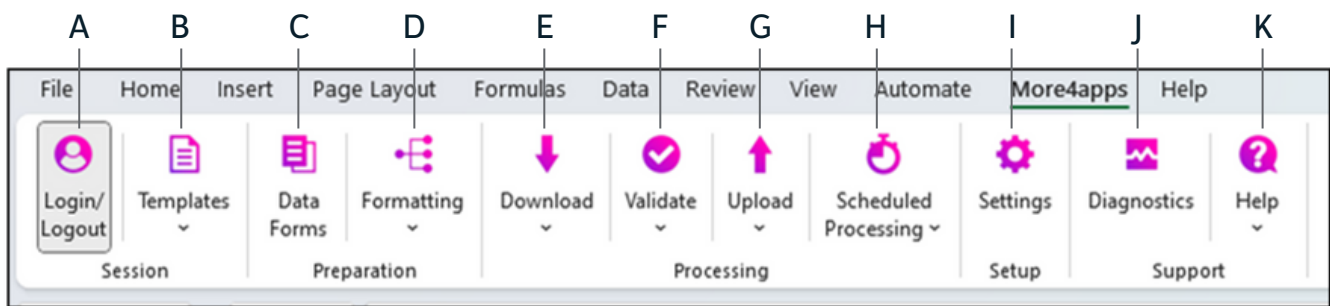 A B C D E F G H I J K
File Home Insert Page Layout Formulas Data Review View Automate More4apps Help
Login/ Templates Data Formatting Download Validate Upload Scheduled Settings Diagnostics Help
Logout Forms Processing
Session Preparation Processing Setup Support